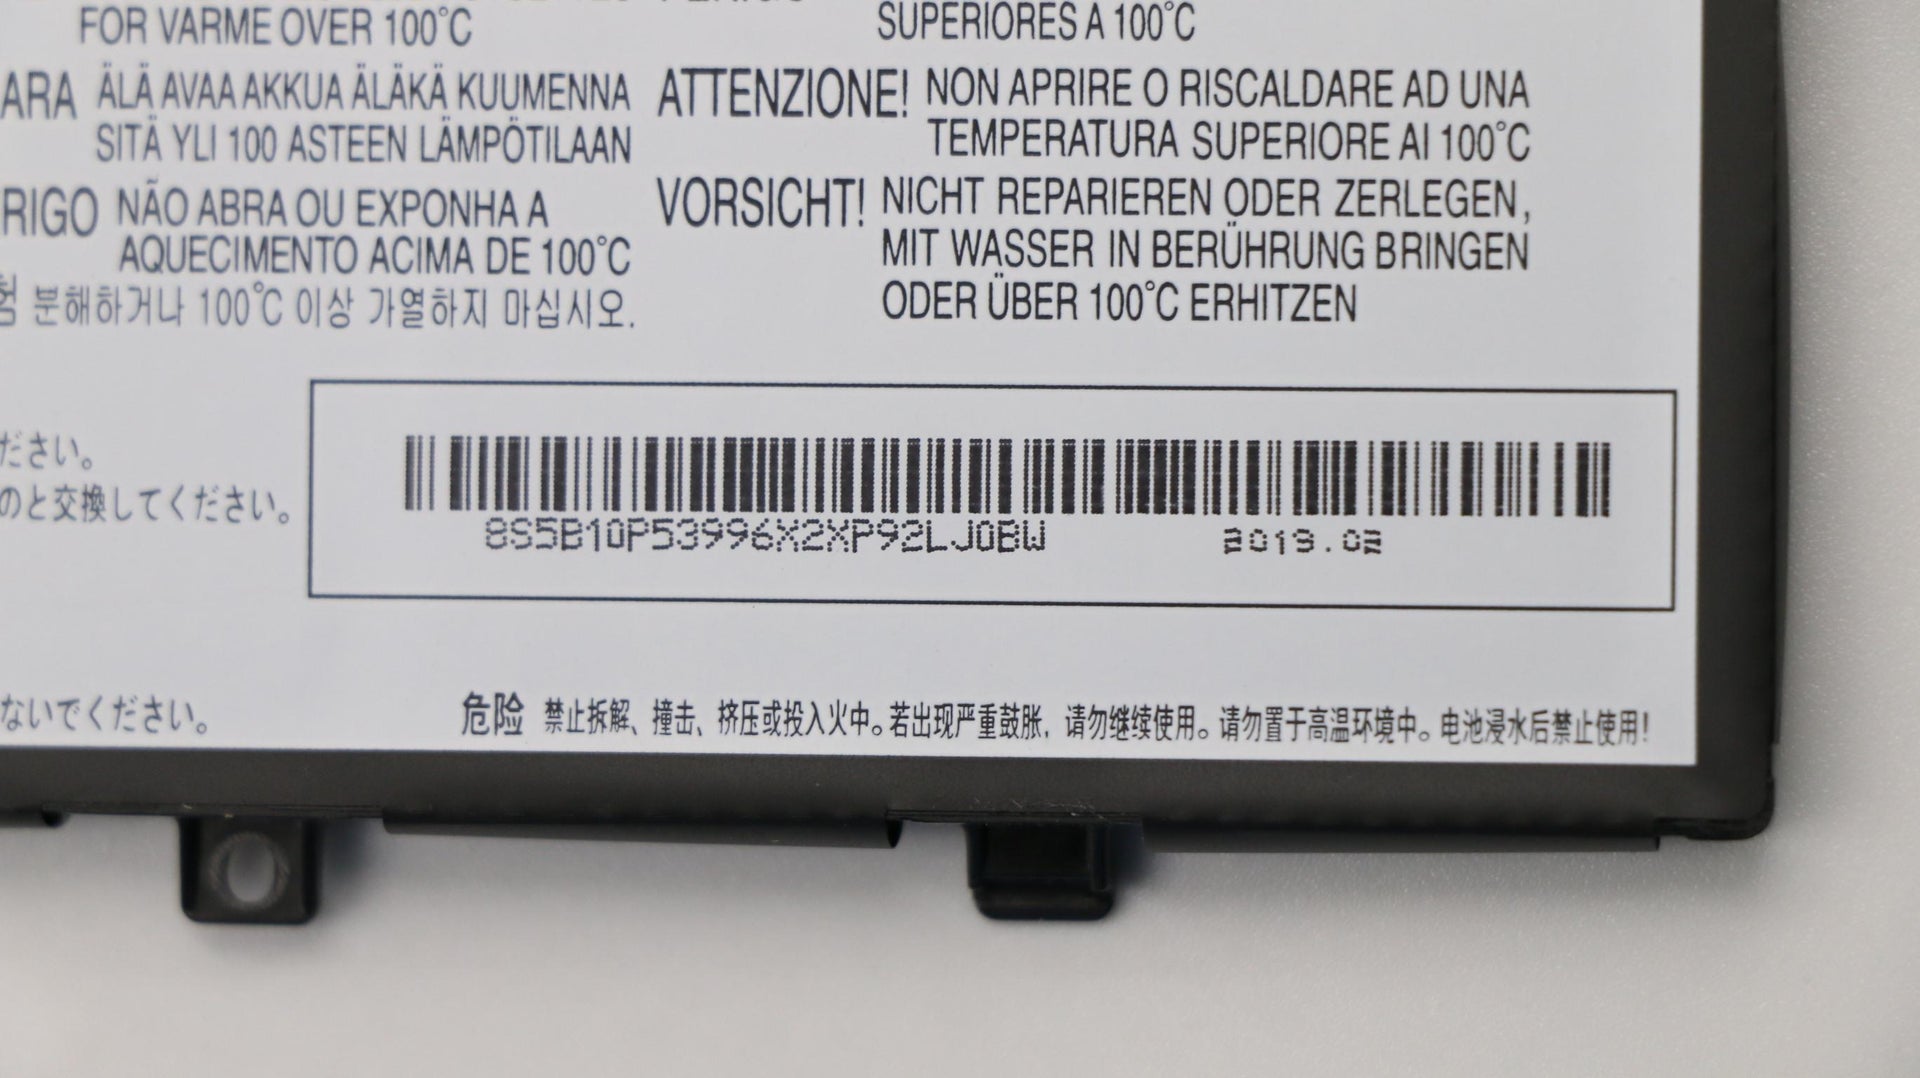 FOR VARME OVER 100°C
ARA ÄLÄ AVAA AKKUA ÄLÄKÄ KUUMENNA
SITÄ YLI 100 ASTEEN LÄMPÖTILAAN
RIGO NÃO ABRA OU EXPONHA A
AQUECIMENTO ACIMA DE 100°C
험 분해하거나 100℃ 이상 가열하지 마십시오.
SUPERIORES A 100°C
ATTENZIONE! NON APRIRE O RISCALDARE AD UNA
TEMPERATURA SUPERIORE AI 100°C
VORSICHT! NICHT REPARIEREN ODER ZERLEGEN,
MIT WASSER IN BERÜHRUNG BRINGEN
ODER ÜBER 100°C ERHITZEN
ださい。
のと交換してください。
8S5B10P53996X2XP92LJ0BW 2019.02
ないでください。
危险 禁止拆解、撞击、挤压或投入火中。若出现严重鼓胀，请勿继续使用。请勿置于高温环境中。电池浸水后禁止使用！